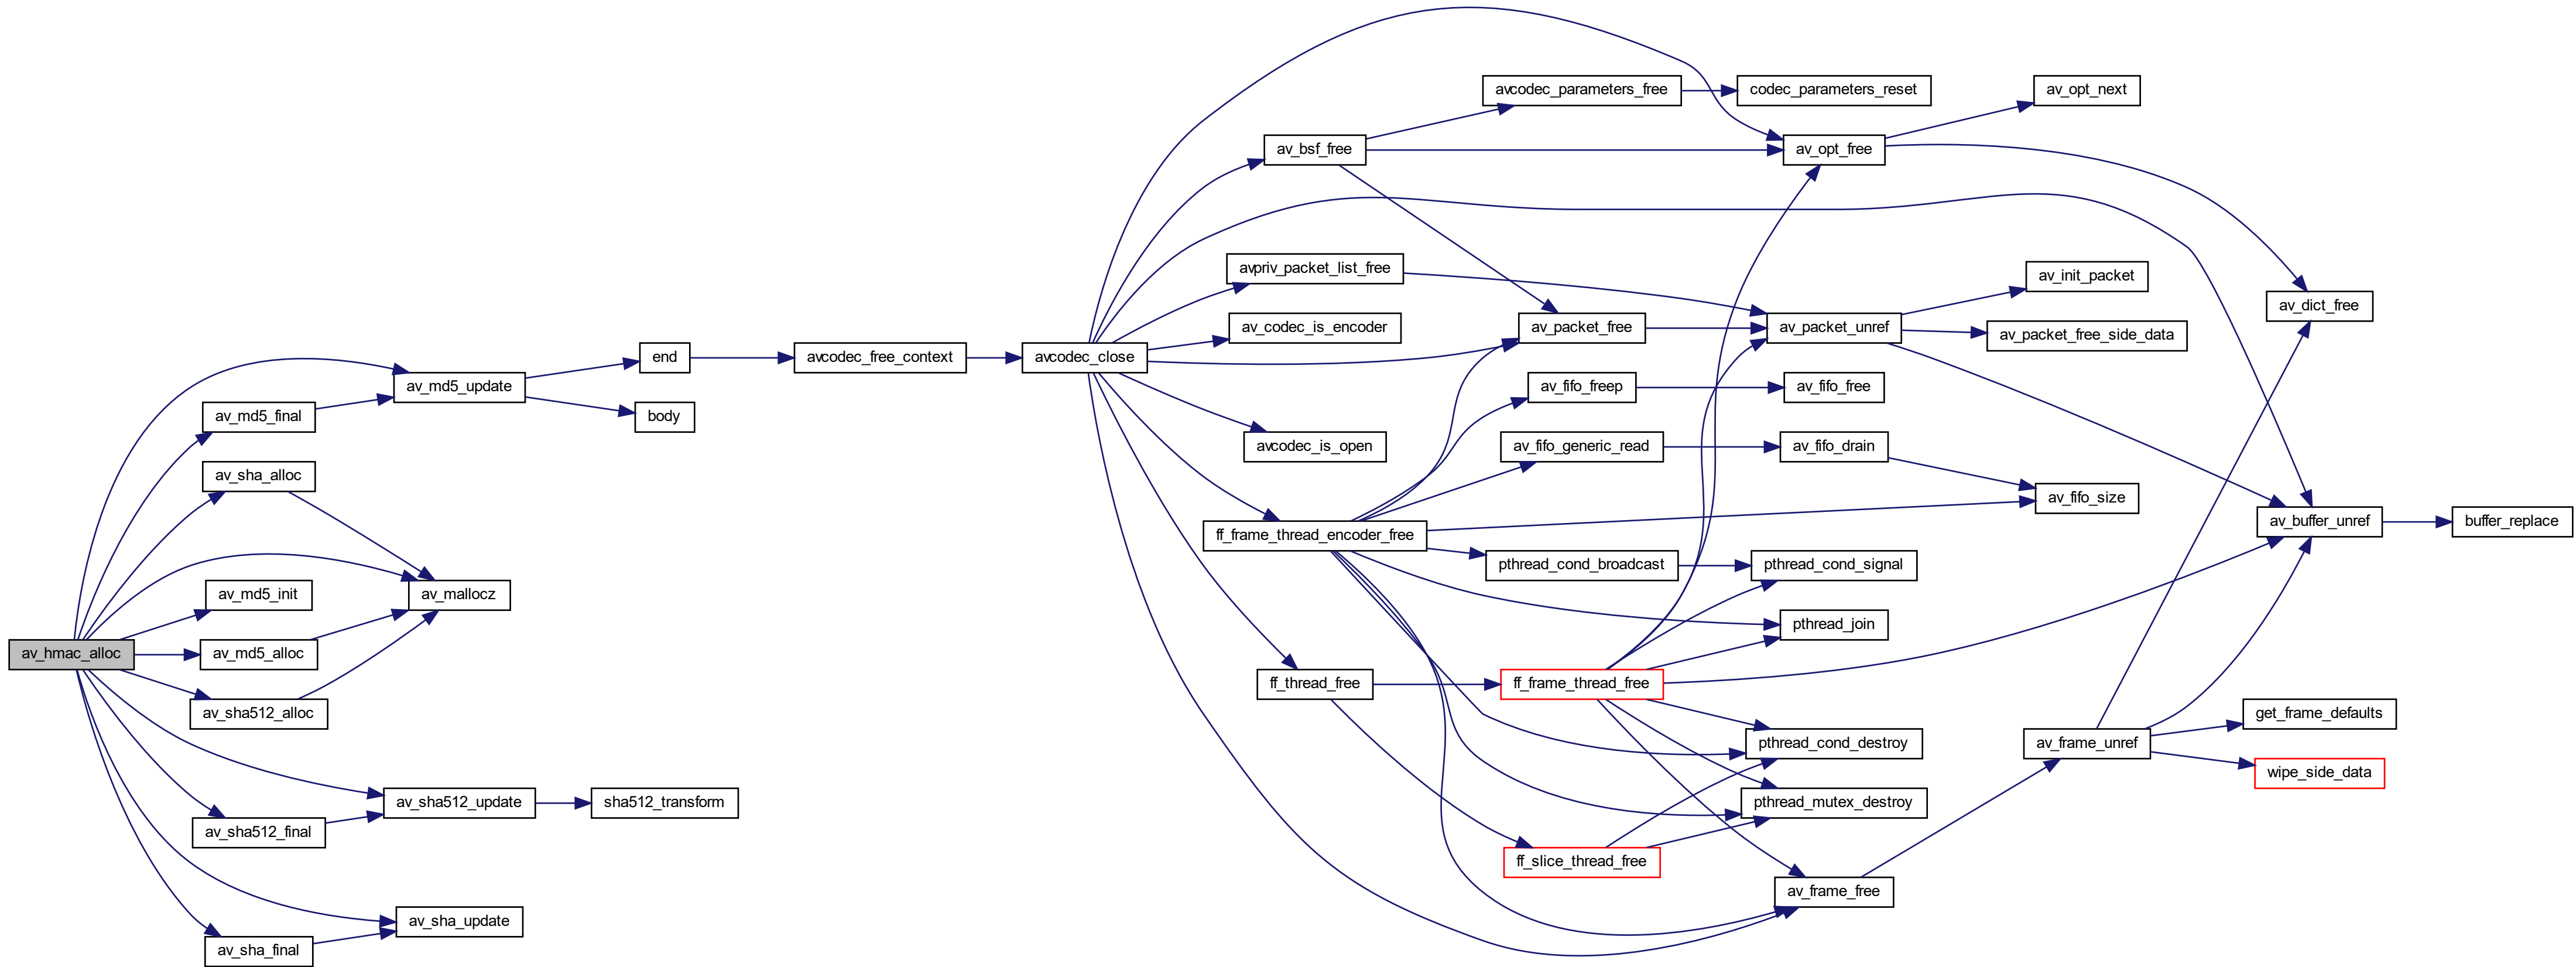 av_hmac_alloc
av_md5_update
av_md5_final
av_sha_alloc
av_md5_init
av_mallocz
av_md5_alloc
av_sha512_alloc
av_sha512_update
av_sha512_final
av_sha_update
av_sha_final
end
body
sha512_transform
avcodec_free_context
avcodec_close
av_bsf_free
avpriv_packet_list_free
av_codec_is_encoder
avcodec_is_open
ff_frame_thread_encoder_free
ff_thread_free
avcodec_parameters_free
av_packet_free
av_fifo_freep
av_fifo_generic_read
pthread_cond_broadcast
ff_frame_thread_free
ff_slice_thread_free
codec_parameters_reset
av_opt_free
av_packet_unref
av_fifo_free
av_fifo_drain
pthread_cond_signal
pthread_join
pthread_cond_destroy
pthread_mutex_destroy
av_frame_free
av_opt_next
av_init_packet
av_packet_free_side_data
av_fifo_size
av_frame_unref
av_dict_free
av_buffer_unref
get_frame_defaults
wipe_side_data
buffer_replace